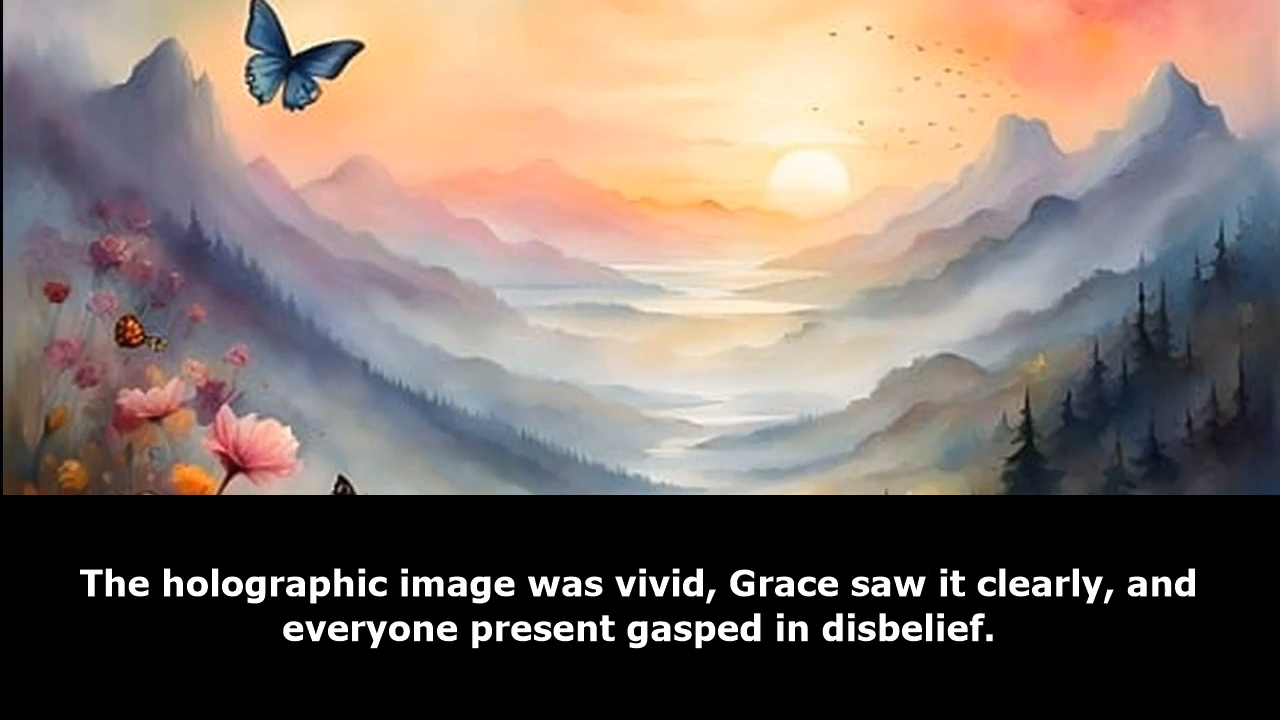 The holographic image was vivid, Grace saw it clearly, and
everyone present gasped in disbelief.